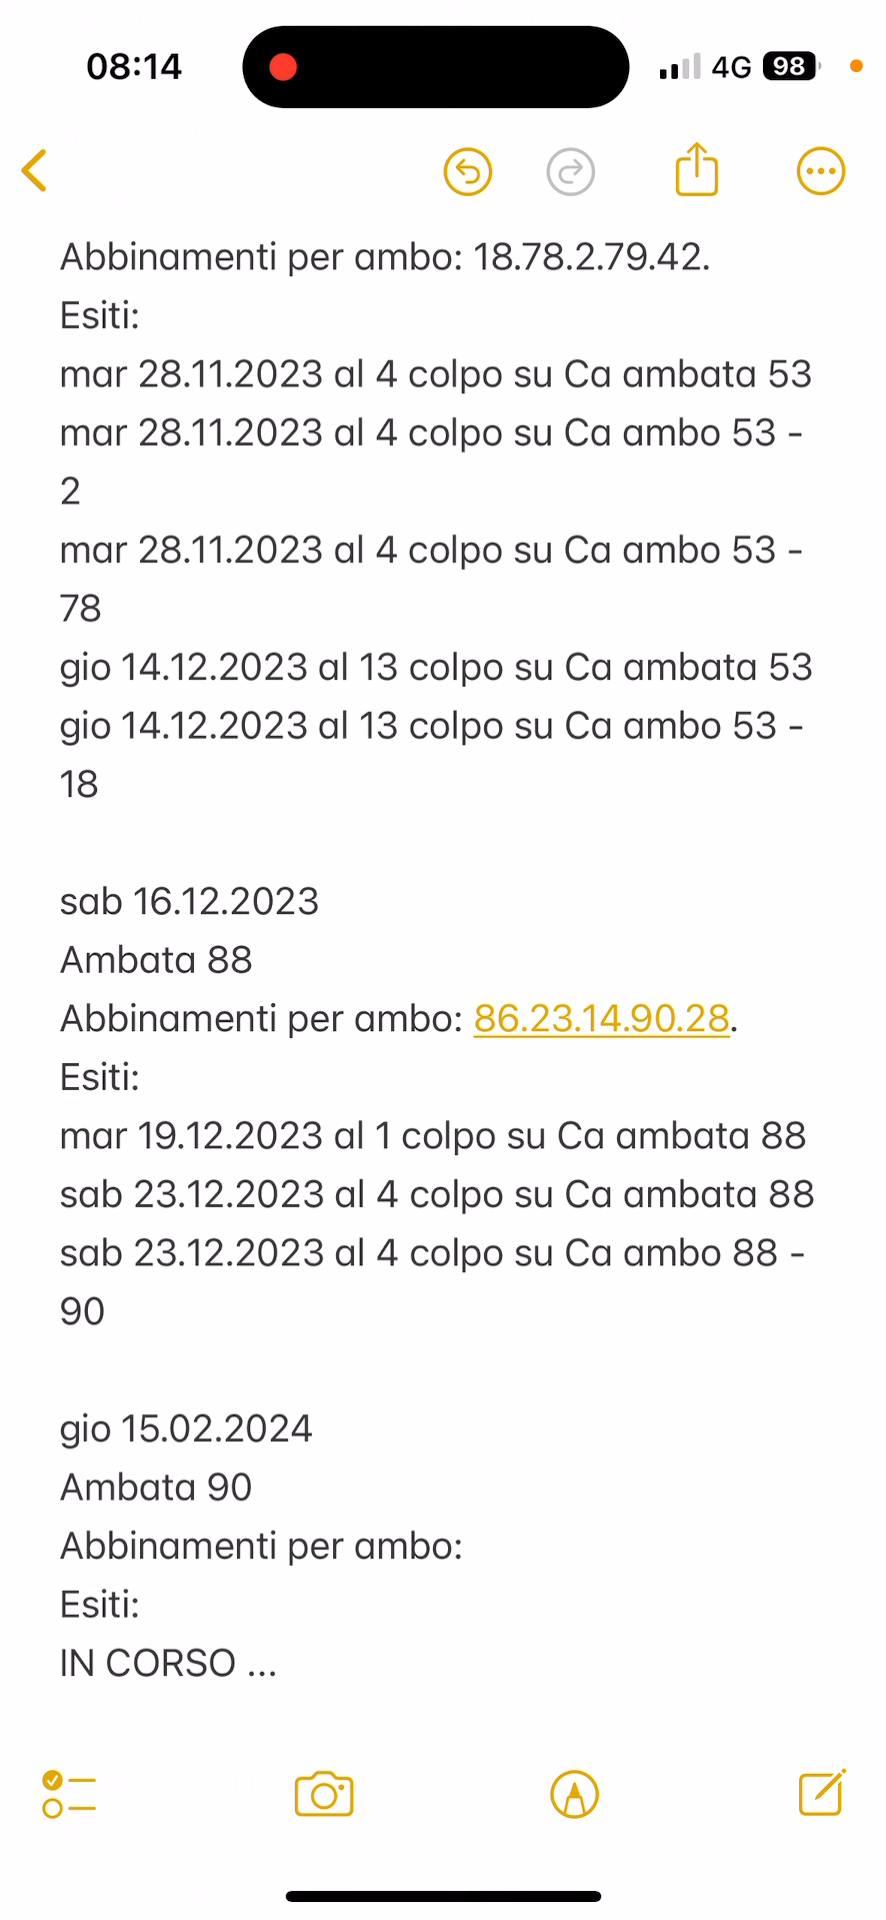 08:14
4G 98
Abbinamenti per ambo: 18.78.2.79.42.
Esiti:
mar 28.11.2023 al 4 colpo su Ca ambata 53
mar 28.11.2023 al 4 colpo su Ca ambo 53 -
2
mar 28.11.2023 al 4 colpo su Ca ambo 53 -
78
gio 14.12.2023 al 13 colpo su Ca ambata 53
gio 14.12.2023 al 13 colpo su Ca ambo 53 -
18
sab 16.12.2023
Ambata 88
Abbinamenti per ambo: 86.23.14.90.28.
Esiti:
mar 19.12.2023 al 1 colpo su Ca ambata 88
sab 23.12.2023 al 4 colpo su Ca ambata 88
sab 23.12.2023 al 4 colpo su Ca ambo 88 -
90
gio 15.02.2024
Ambata 90
Abbinamenti per ambo:
Esiti:
IN CORSO ...